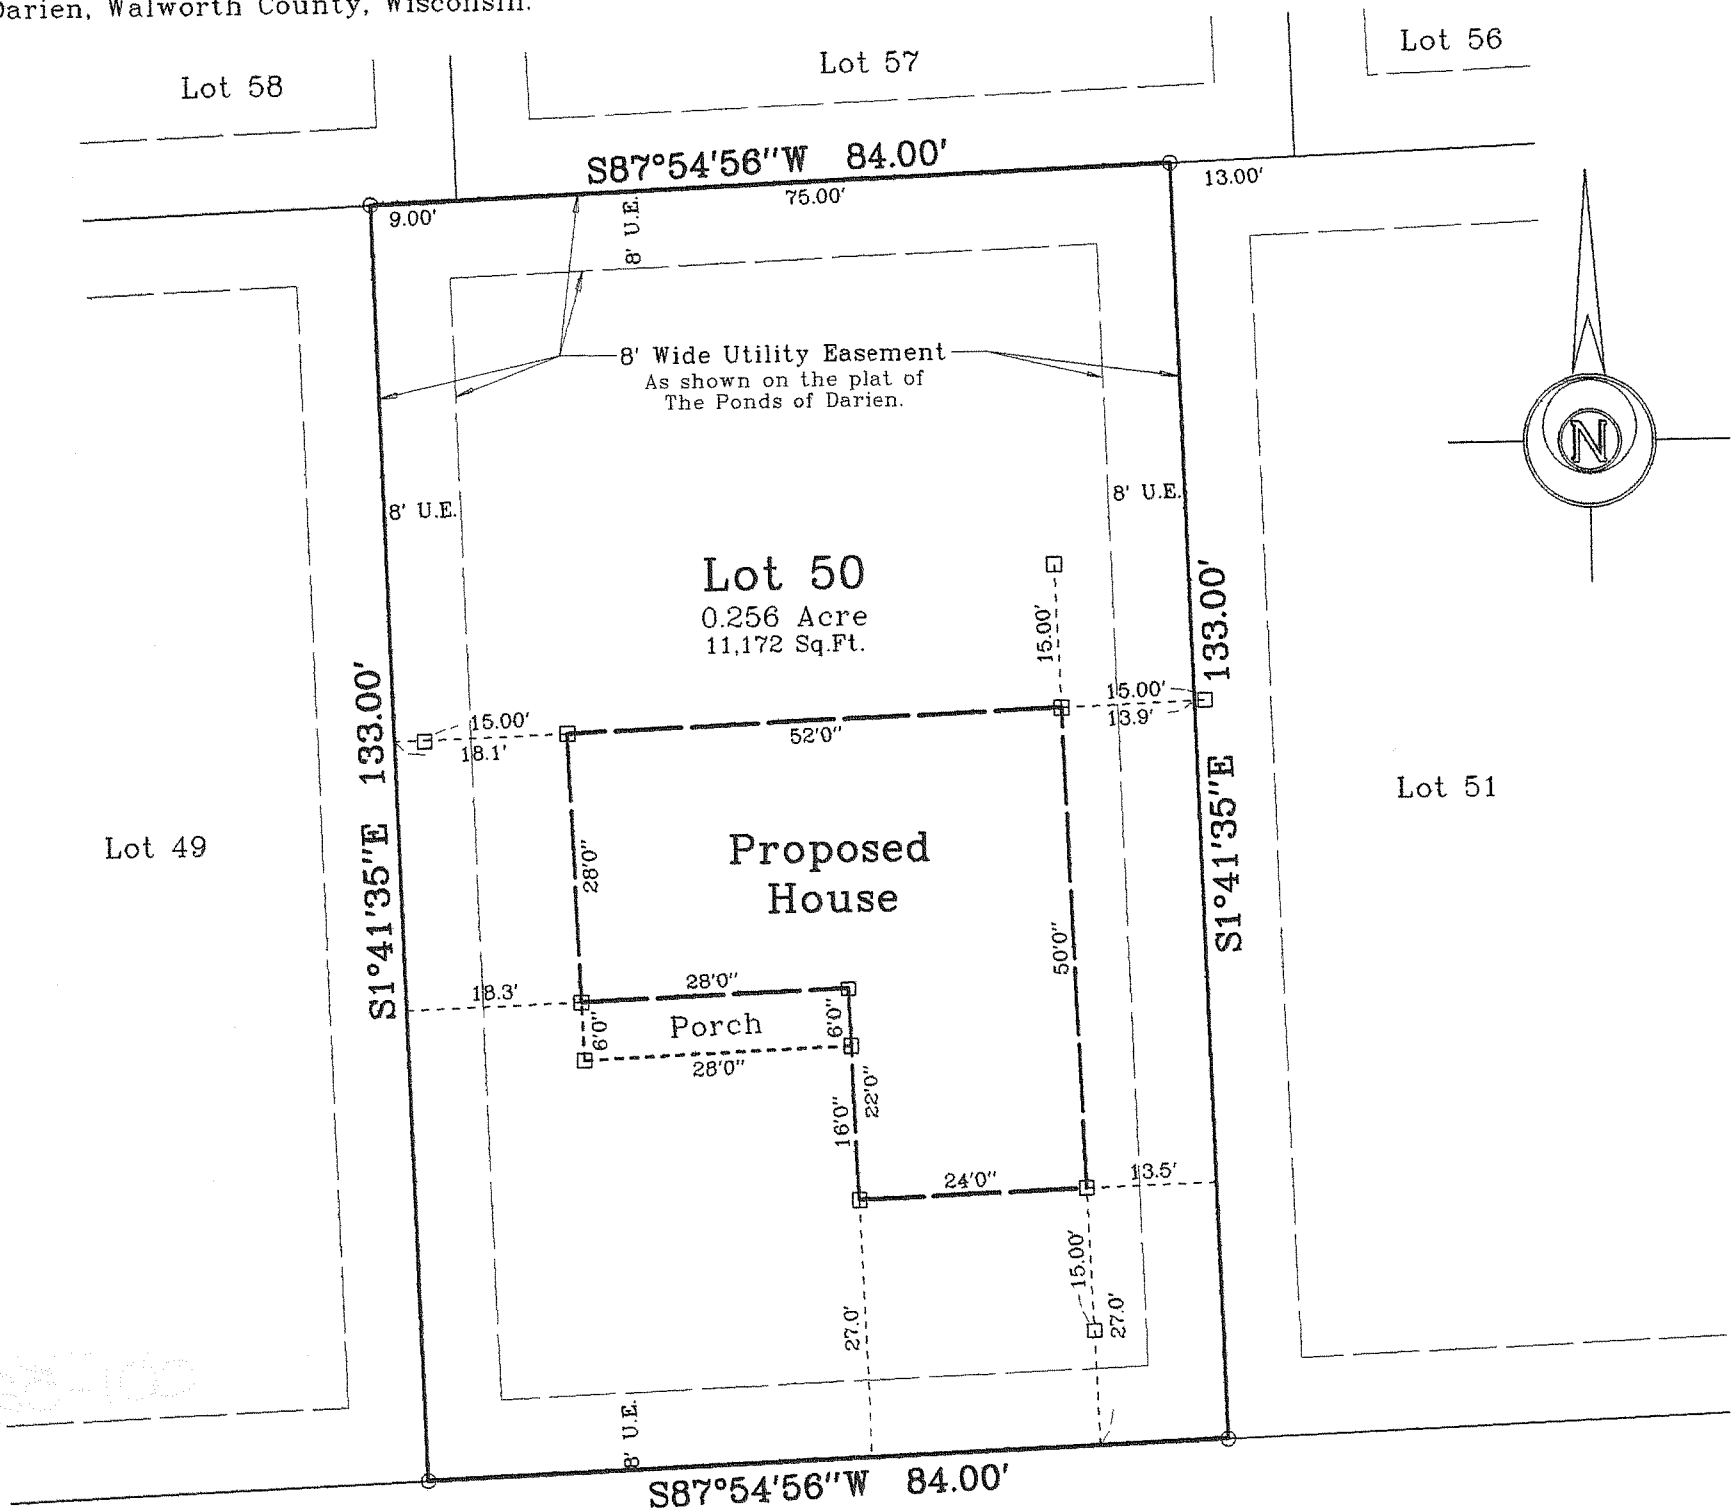 Darien, Walworth County, Wisconsin.
Lot 58
Lot 57
Lot 56
S87°54'56"W 84.00'
9.00'
75.00'
13.00'
8' U.E.
8' Wide Utility Easement
As shown on the plat of
The Ponds of Darien.
8' U.E.
8' U.E.
N
Lot 50
0.256 Acre
11,172 Sq.Ft.
15.00'
S1°41'35"E 133.00'
S1°41'35"E 133.00'
15.00'
18.1'
52'0"
15.00'
13.9'
Lot 49
28'0"
Proposed
House
50'0"
Lot 51
18.3'
28'0"
6'0"
Porch
6'0"
28'0"
16'0"
22'0"
24'0"
13.5'
27.0'
15.00'
27.0'
8' U.E.
S87°54'56"W 84.00'